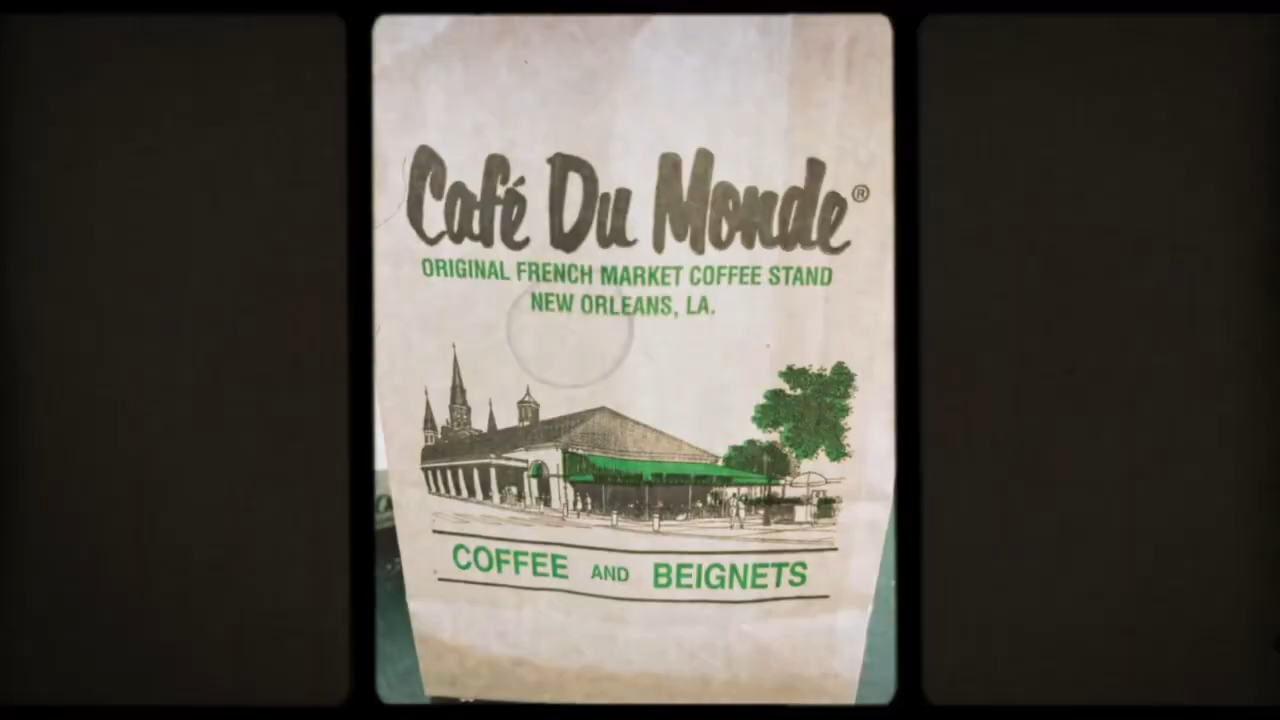 Café Du Monde®
ORIGINAL FRENCH MARKET COFFEE STAND
NEW ORLEANS, LA.
COFFEE AND BEIGNETS